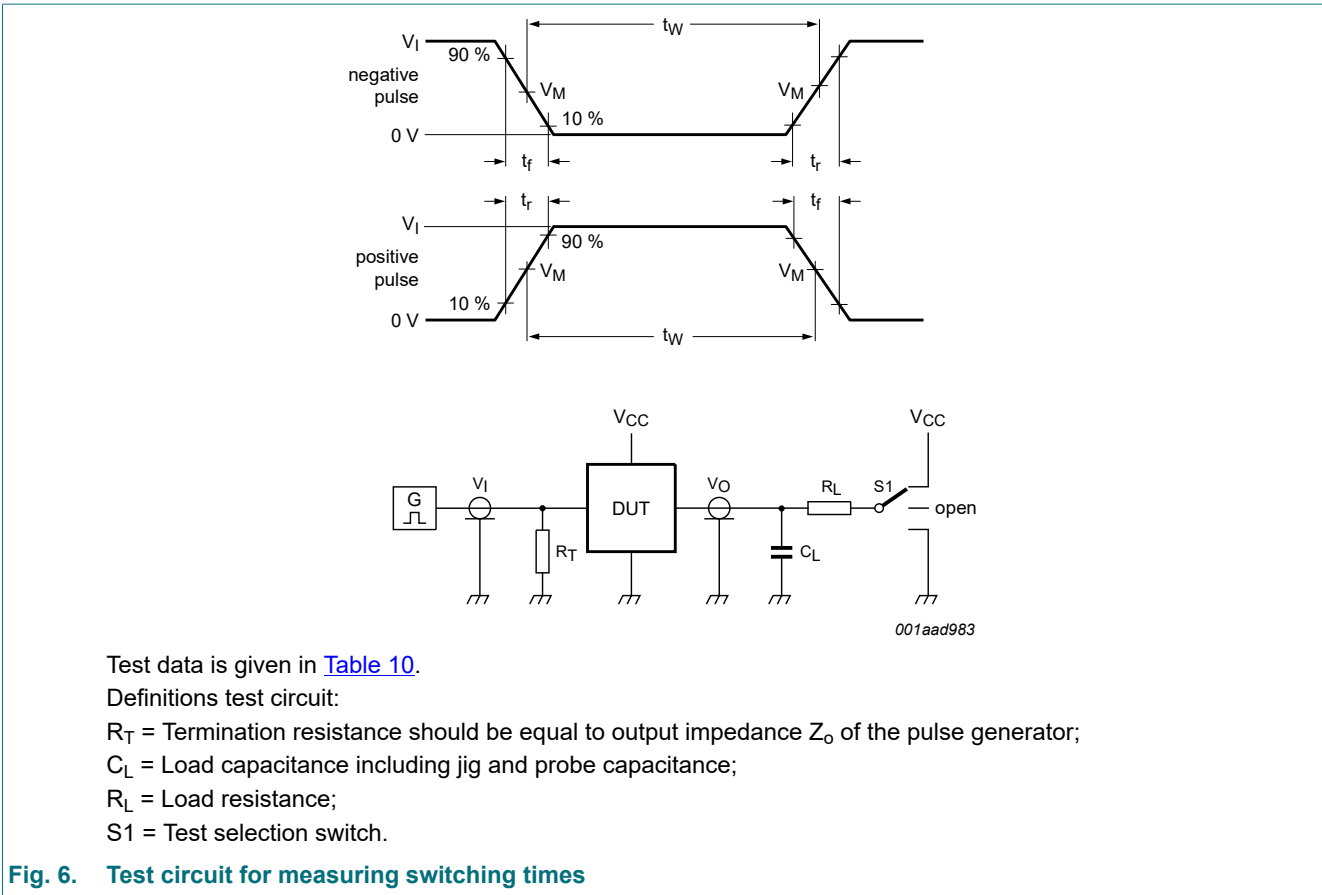 tW
VI
90 %
negative
pulse
VM
VM
10 %
0 V
tf
tr
tr
tf
VI
90 %
positive
pulse
VM
VM
10 %
0 V
tW
VCC
VCC
G
VI
DUT
VO
RL
S1
open
RT
CL
001aad983
Test data is given in Table 10.
Definitions test circuit:
RT = Termination resistance should be equal to output impedance Zo of the pulse generator;
CL = Load capacitance including jig and probe capacitance;
RL = Load resistance;
S1 = Test selection switch.
Fig. 6. Test circuit for measuring switching times